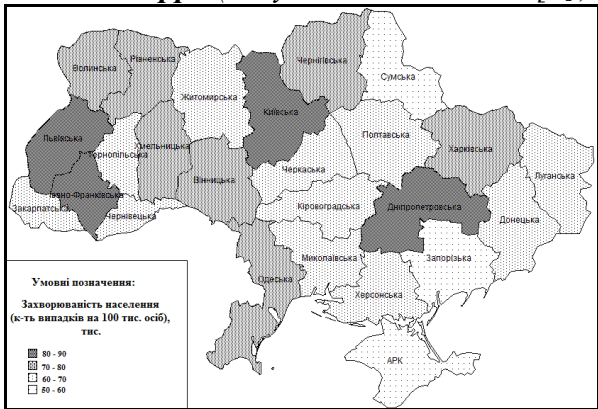 Волинська
Рівненська
Чернігівська
Сумська
Житомирська
Київська
Львівська
Тернопільська
Хмельницька
Полтавська
Харківська
Луганська
Вінницька
Черкаська
Івано-Франківська
Закарпатська
Чернівецька
Кіровоградська
Дніпропетровська
Донецька
Миколаївська
Запорізька
Одеська
Херсонська
АРК
Умовні позначення:
Захворюваність населення
(к-ть випадків на 100 тис. осіб),
тис.
80 - 90
70 - 80
60 - 70
50 - 60